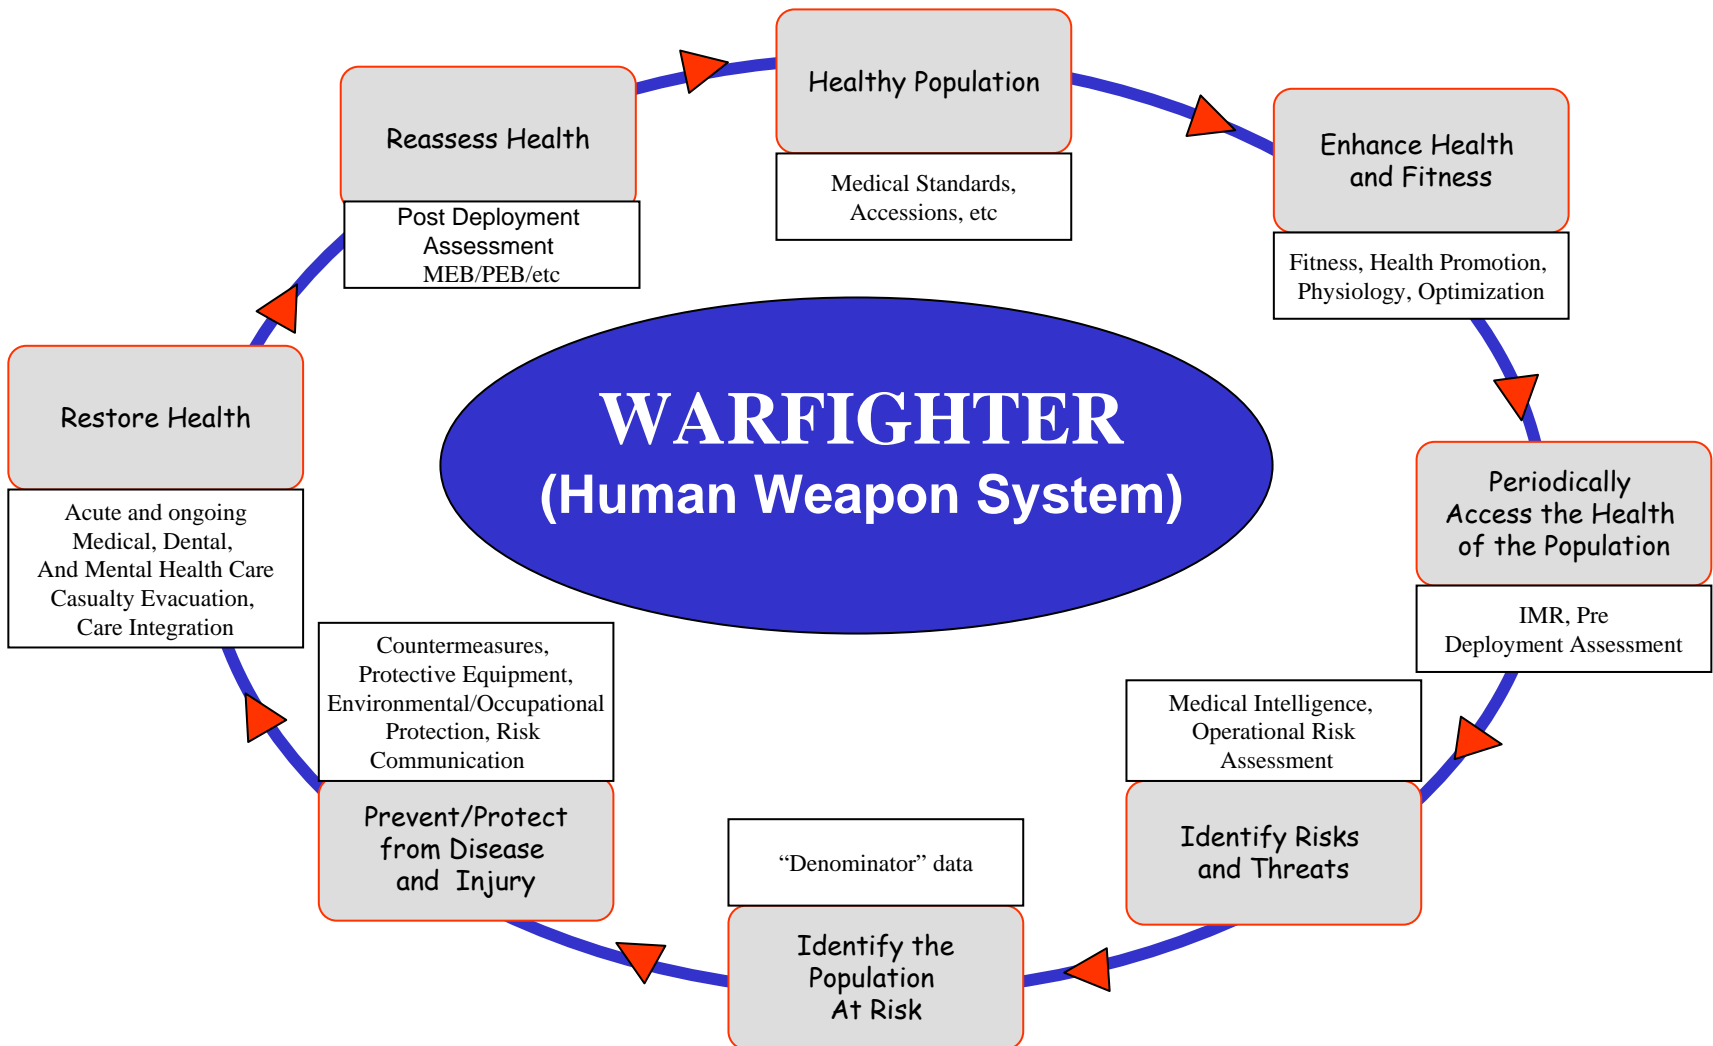 Healthy Population
Medical Standards,
Accessions, etc
Enhance Health
and Fitness
Fitness, Health Promotion,
Physiology, Optimization
Periodically
Access the Health
of the Population
IMR, Pre
Deployment Assessment
Medical Intelligence,
Operational Risk
Assessment
Identify Risks
and Threats
“Denominator” data
Identify the
Population
At Risk
Countermeasures,
Protective Equipment,
Environmental/Occupational
Protection, Risk
Communication
Prevent/Protect
from Disease
and Injury
Restore Health
Acute and ongoing
Medical, Dental,
And Mental Health Care
Casualty Evacuation,
Care Integration
Reassess Health
Post Deployment
Assessment
MEB/PEB/etc
WARFIGHTER
(Human Weapon System)